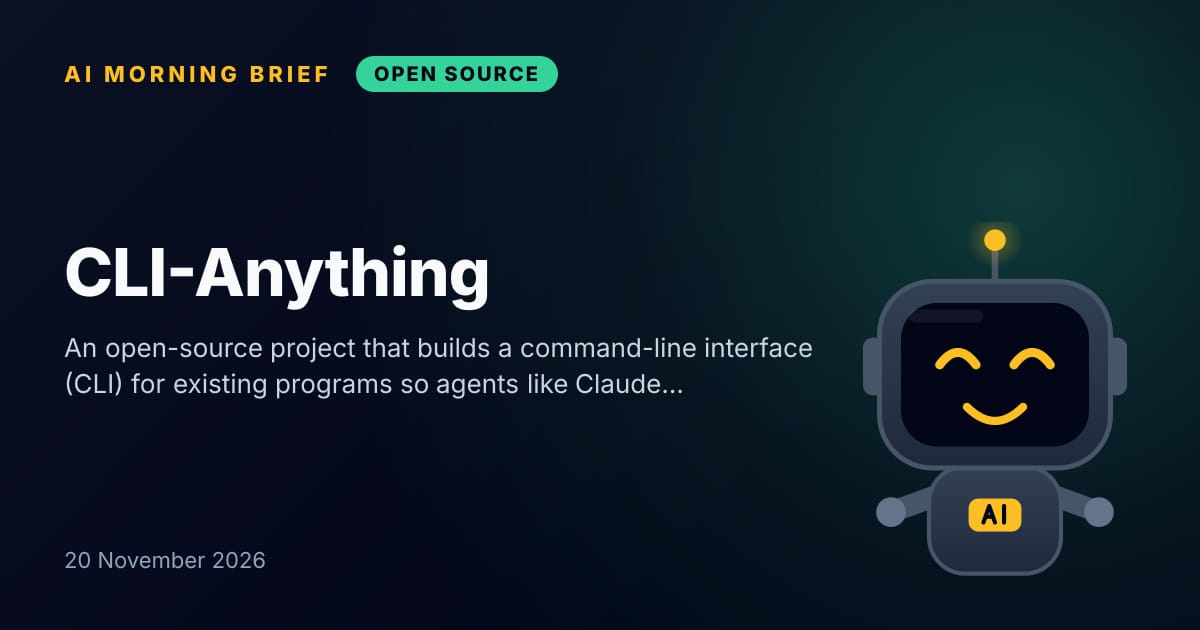 AI MORNING BRIEF
OPEN SOURCE
CLI-Anything
An open-source project that builds a command-line interface
(CLI) for existing programs so agents like Claude...
AI
20 November 2026